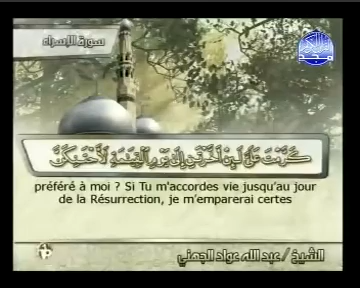 سورة الإسراء
المجد
كَرَّمْتَ عَلَيَّ لَئِنْ أَخَّرْتَنِ إِلَىٰ يَوْمِ الْقِيَامَةِ لَأَحْتَنِكَنَّ
préféré à moi ? Si Tu m'accordes vie jusqu'au jour
de la Résurrection, je m'emparerai certes
الشيخ / عبد الله عواد الجهني